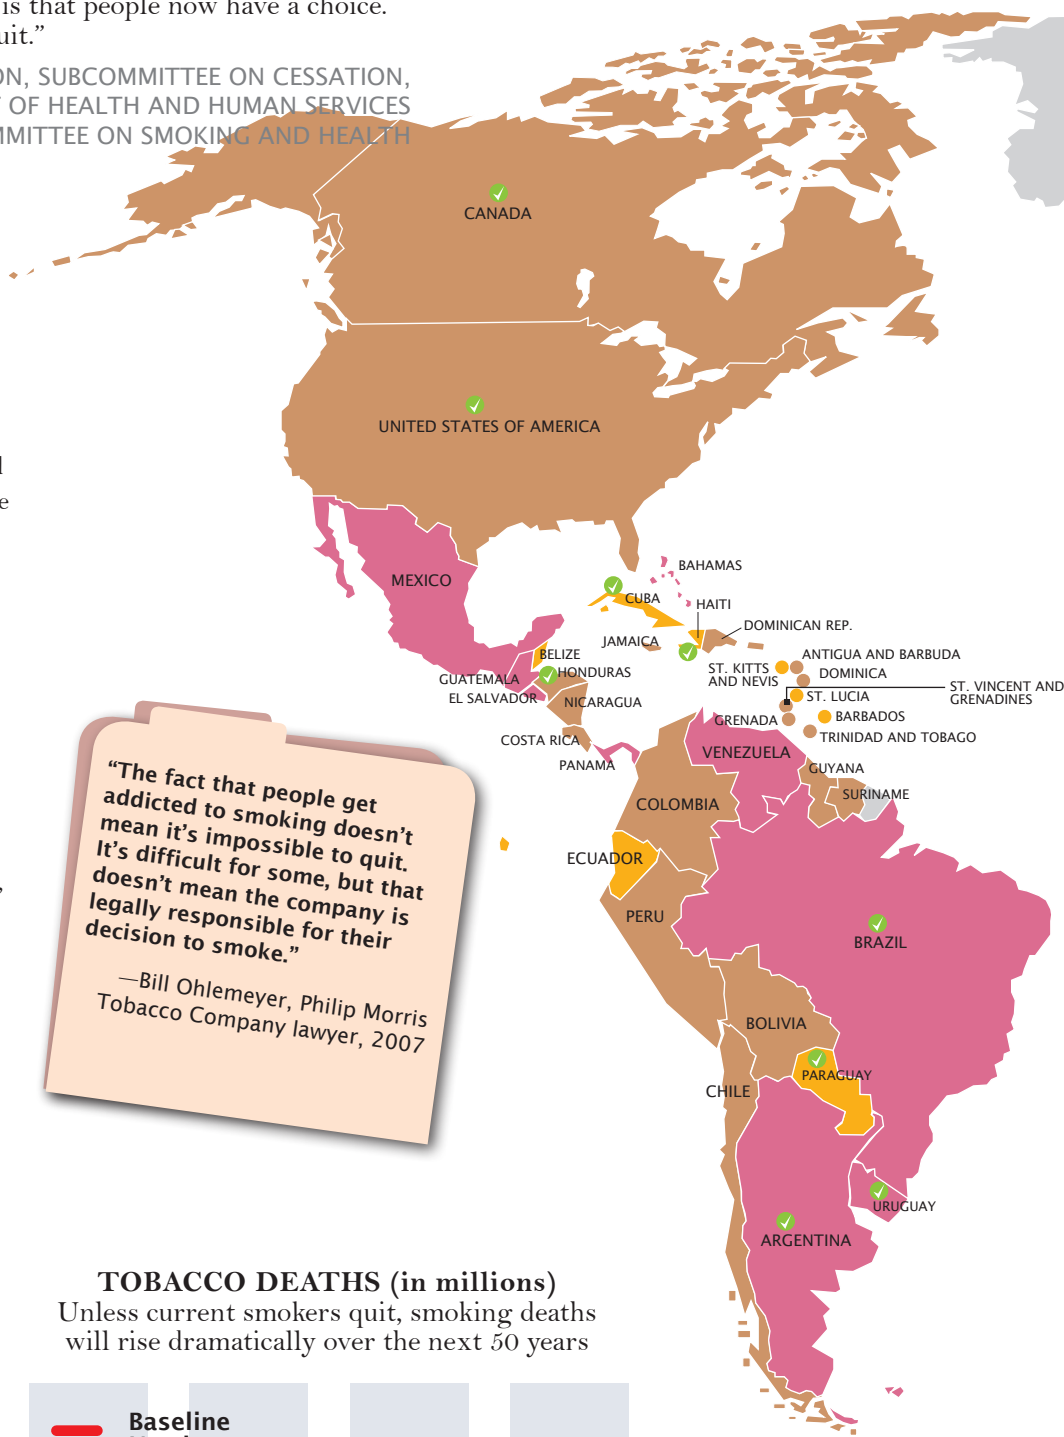 is that people now have a choice.
uit.”
ON, SUBCOMMITTEE ON CESSATION,
T OF HEALTH AND HUMAN SERVICES
MMITTEE ON SMOKING AND HEALTH
CANADA
UNITED STATES OF AMERICA
l
e
MEXICO
BAHAMAS
CUBA
HAITI
DOMINICAN REP.
JAMAICA
BELIZE
ANTIGUA AND BARBUDA
ST. KITTS
AND NEVIS
DOMINICA
GUATEMALA
HONDURAS
EL SALVADOR
NICARAGUA
ST. LUCIA
ST. VINCENT AND
GRENADINES
GRENADA
BARBADOS
TRINIDAD AND TOBAGO
COSTA RICA
PANAMA
VENEZUELA
GUYANA
SURINAME
COLOMBIA
ECUADOR
PERU
BRAZIL
BOLIVIA
PARAGUAY
CHILE
URUGUAY
ARGENTINA
“The fact that people get
addicted to smoking doesn’t
mean it’s impossible to quit.
It’s difficult for some, but that
doesn’t mean the company is
legally responsible for their
decision to smoke.”
—Bill Ohlemeyer, Philip Morris
Tobacco Company lawyer, 2007
,
TOBACCO DEATHS (in millions)
Unless current smokers quit, smoking deaths
will rise dramatically over the next 50 years
Baseline